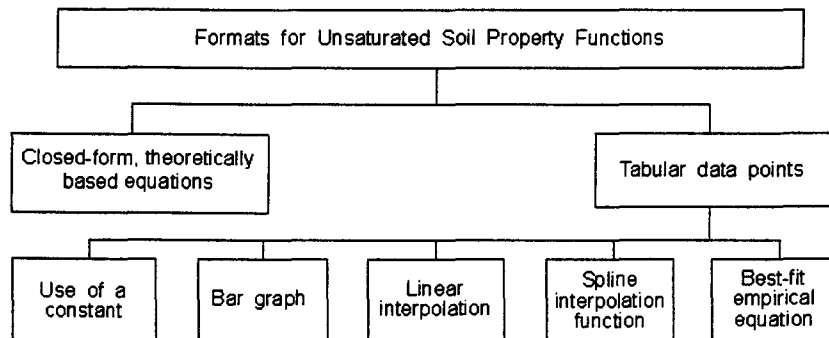 Formats for Unsaturated Soil Property Functions
Closed-form, theoretically
based equations
Tabular data points
Use of a
constant
Bar graph
Linear
interpolation
Spline
interpolation
function
Best-fit
empirical
equation